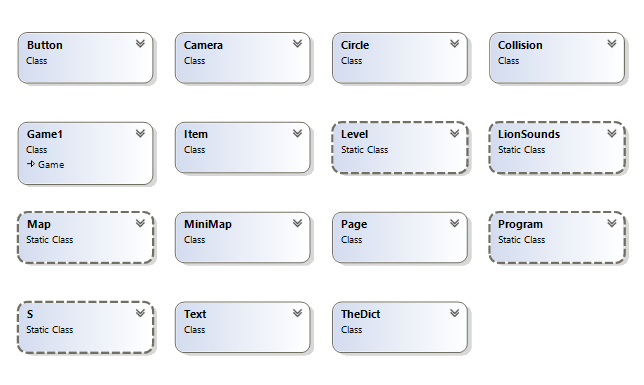 Button
Class
Camera
Class
Circle
Class
Collision
Class
Game1
Class
Game
Item
Class
Level
Static Class
LionSounds
Static Class
Map
Static Class
MiniMap
Class
Page
Class
Program
Static Class
S
Static Class
Text
Class
TheDict
Class